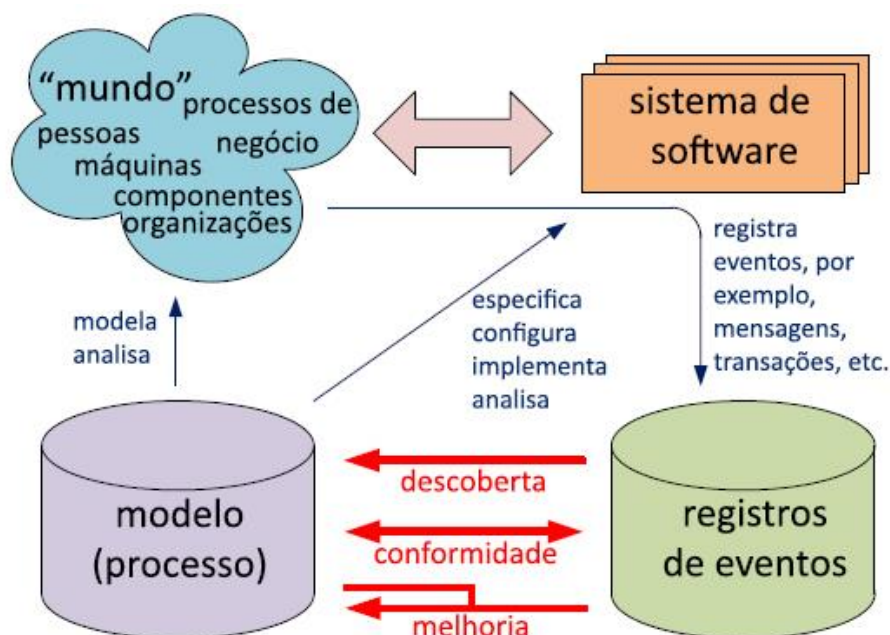 “mundo”
processos de
negócio
pessoas
máquinas
componentes
organizações
sistema de
software
registra
eventos, por
exemplo,
mensagens,
transações, etc.
modela
analisa
especifica
configura
implementa
analisa
modelo
(processo)
descoberta
conformidade
melhoria
registros
de eventos